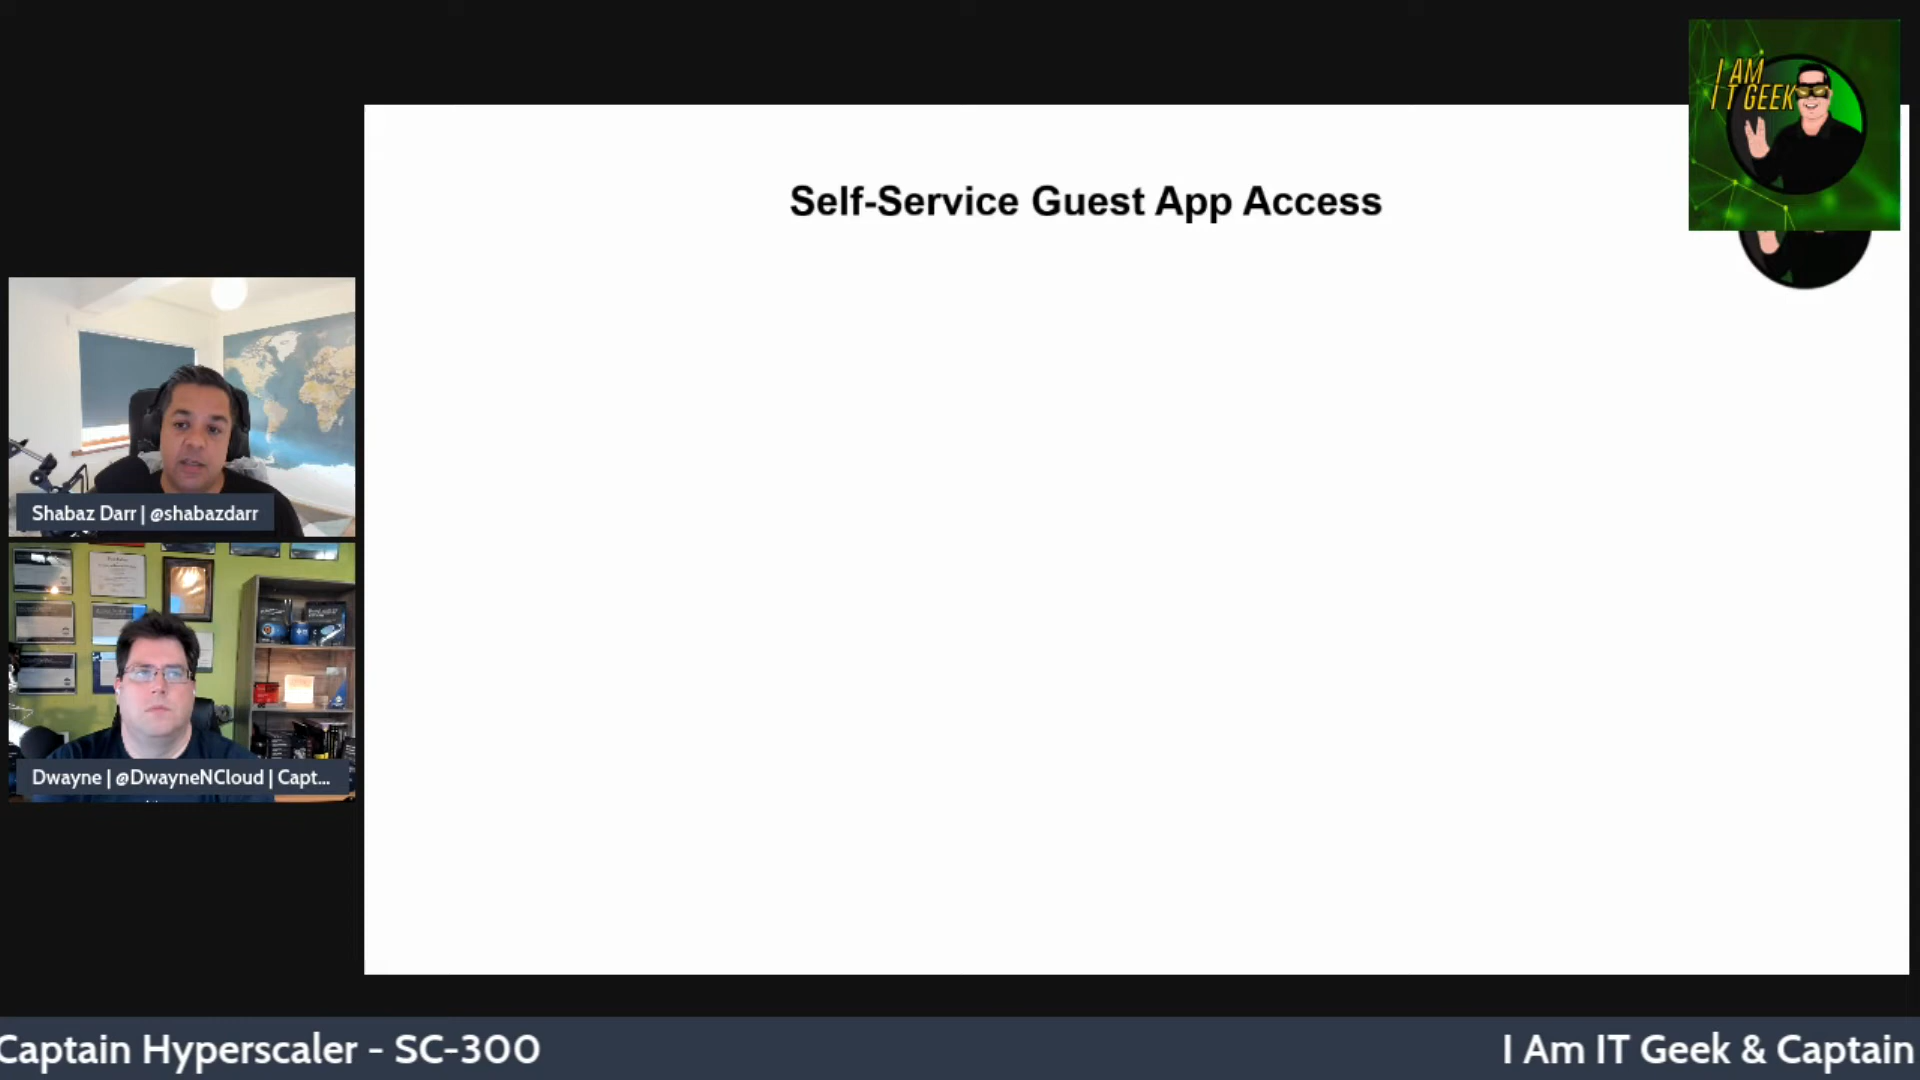 I AM
I T GEEK
Self-Service Guest App Access
Shabaz Darr | @shabazdarr
Dwayne | @DwayneNCloud | Capt...
Captain Hyperscaler - SC-300
I Am IT Geek & Captain